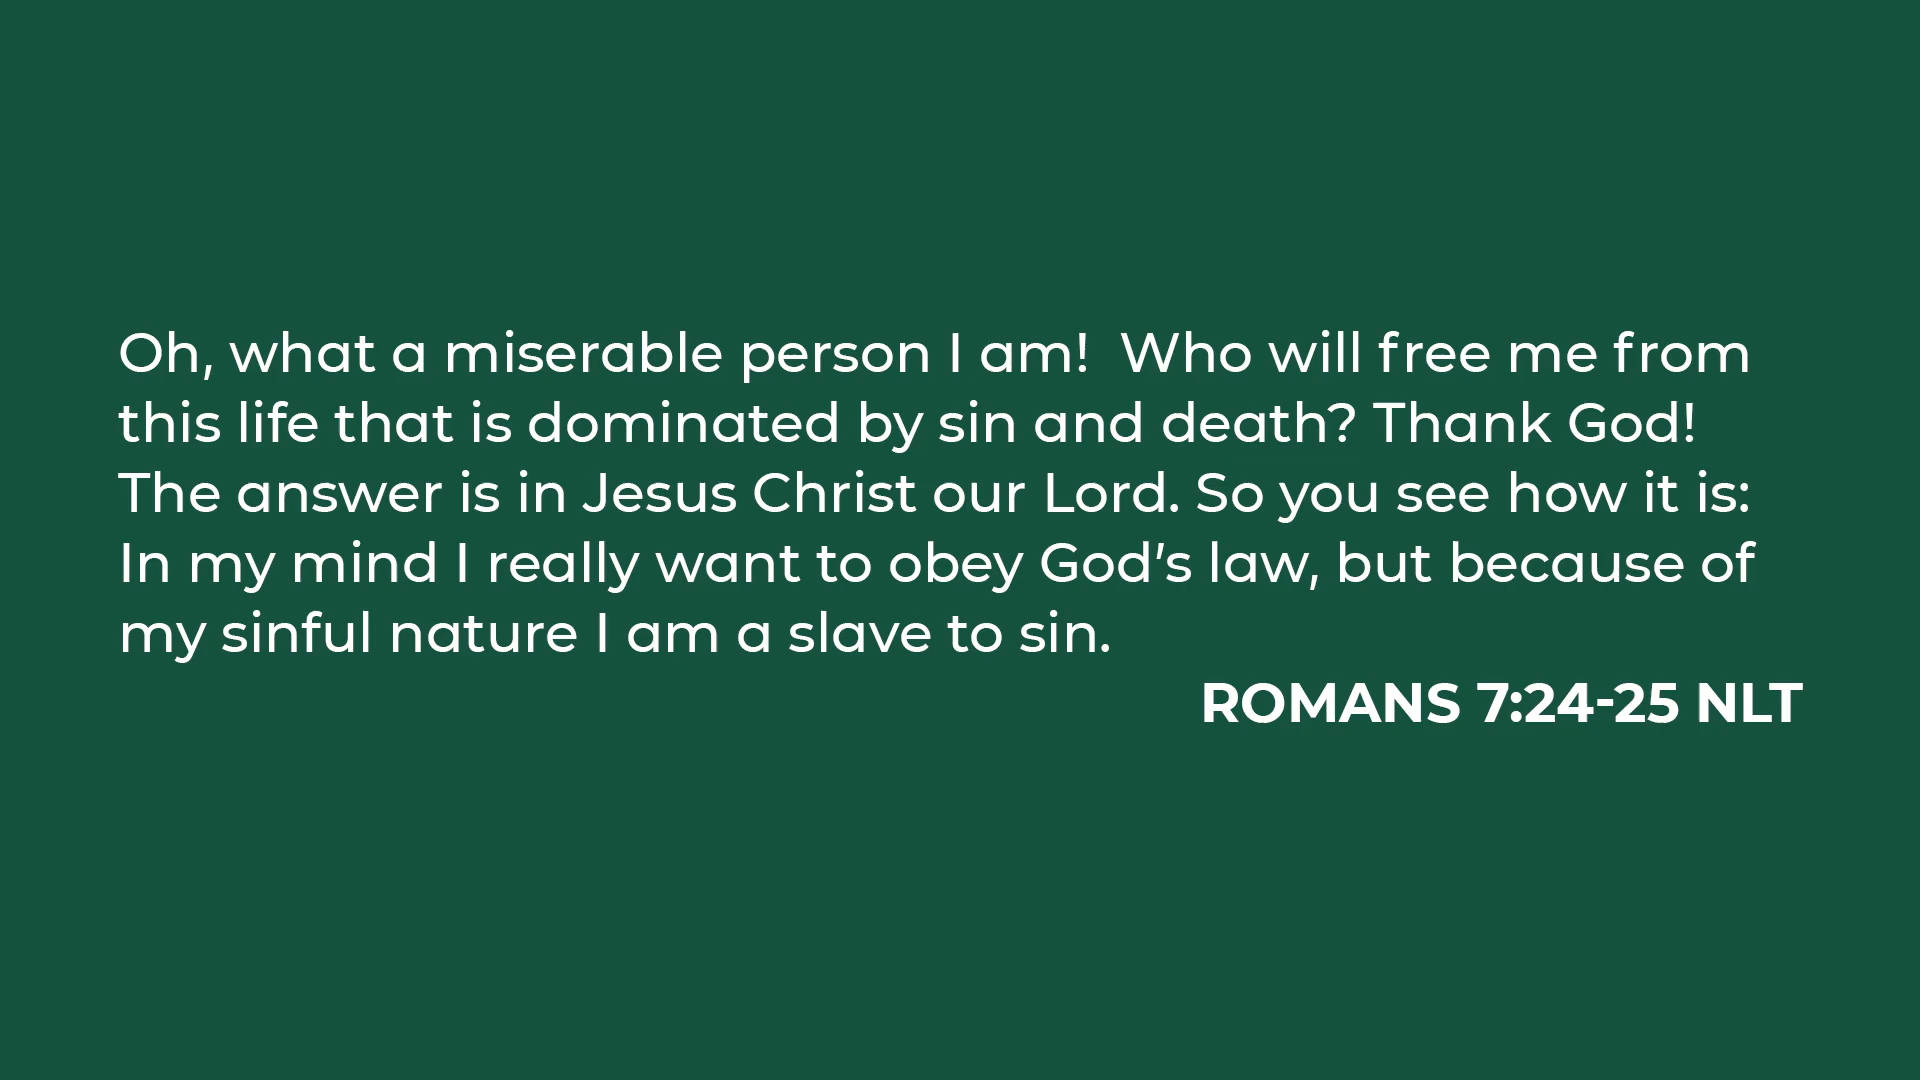 Oh, what a miserable person I am!  Who will free me from
this life that is dominated by sin and death? Thank God!
The answer is in Jesus Christ our Lord. So you see how it is:
In my mind I really want to obey God’s law, but because of
my sinful nature I am a slave to sin.
ROMANS 7:24-25 NLT